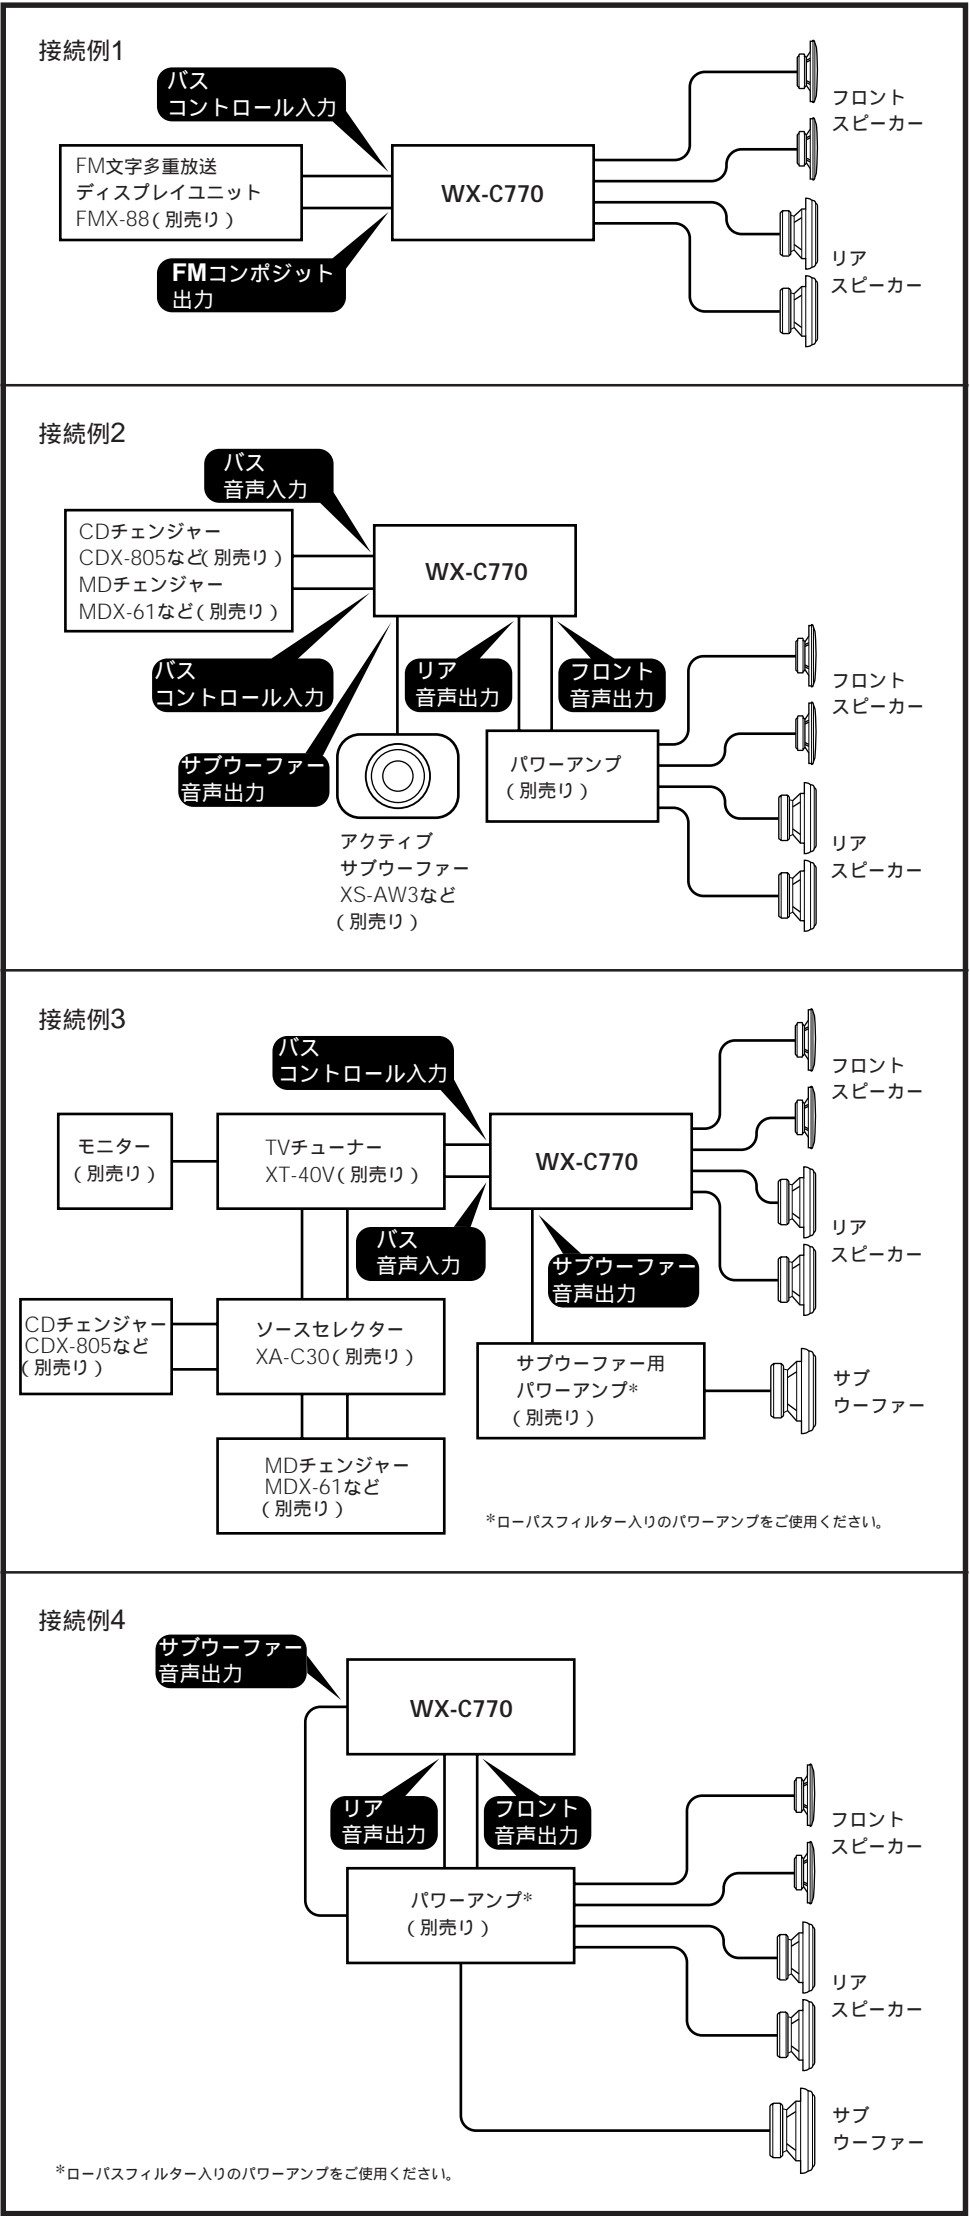 接続例1
バス
コントロール入力
FM文字多重放送
ディスプレイユニット
FMX-88(別売り)
WX-C770
FMコンポジット
出力
フロント
スピーカー
リア
スピーカー
接続例2
バス
音声入力
CDチェンジャー
CDX-805など(別売り)
MDチェンジャー
MDX-61など(別売り)
WX-C770
バス
コントロール入力
リア
音声出力
フロント
音声出力
サブウーファー
音声出力
パワーアンプ
(別売り)
アクティブ
サブウーファー
XS-AW3など
(別売り)
フロント
スピーカー
リア
スピーカー
接続例3
バス
コントロール入力
モニター
(別売り)
TVチューナー
XT-40V(別売り)
WX-C770
バス
音声入力
サブウーファー
音声出力
フロント
スピーカー
リア
スピーカー
CDチェンジャー
CDX-805など
(別売り)
ソースセレクター
XA-C30(別売り)
サブウーファー用
パワーアンプ*
(別売り)
サブ
ウーファー
MDチェンジャー
MDX-61など
(別売り)
*ローパスフィルター入りのパワーアンプをご使用ください。
接続例4
サブウーファー
音声出力
WX-C770
リア
音声出力
フロント
音声出力
パワーアンプ*
(別売り)
フロント
スピーカー
リア
スピーカー
サブ
ウーファー
*ローパスフィルター入りのパワーアンプをご使用ください。